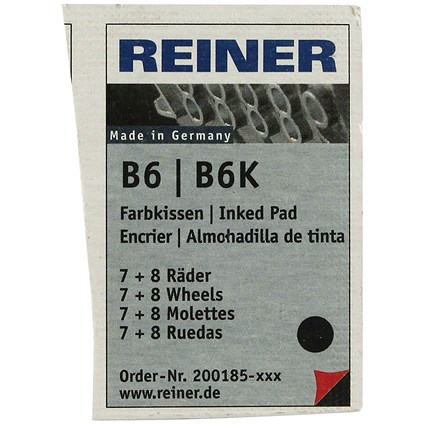 REINER
Made in Germany
B6 | B6K
Farbkissen | Inked Pad
Encrier | Almohadilla de tinta
7 + 8 Räder
7 + 8 Wheels
7 + 8 Molettes
7 + 8 Ruedas
Order-Nr. 200185-xxx
www.reiner.de